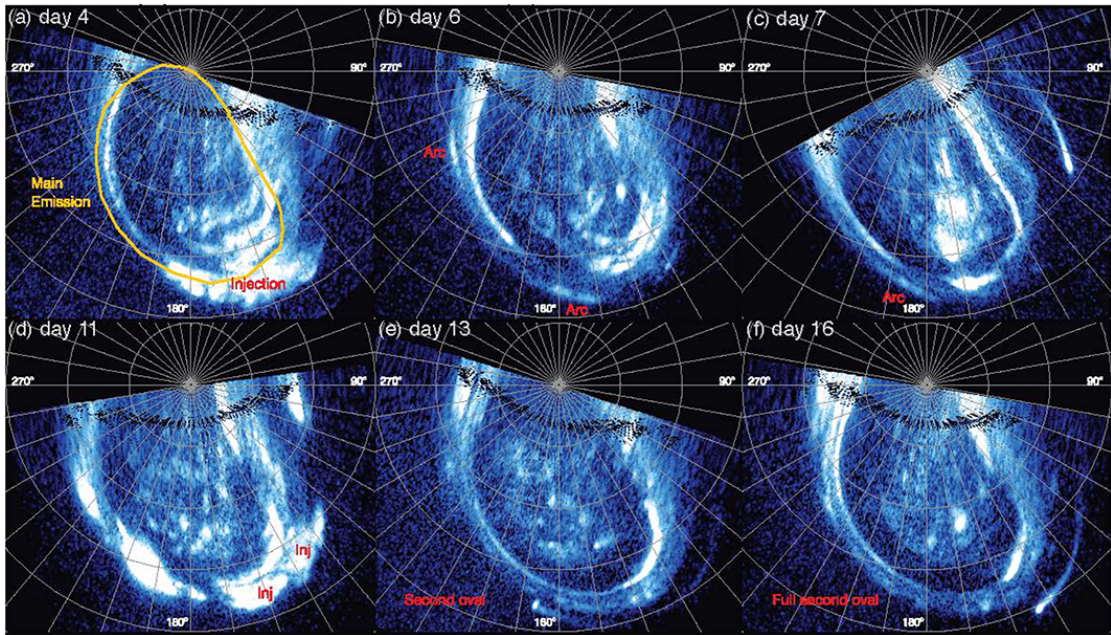 (a) day 4
(b) day 6
(c) day 7
270°
90°
270°
90°
270°
90°
Arc
Main
Emission
Injection
Arc
Arc
180°
160°
180°
(d) day 11
(e) day 13
(f) day 16
270°
90°
270°
90°
270°
90°
Inj
Inj
Second oval
Full second oval
180°
180°
180°